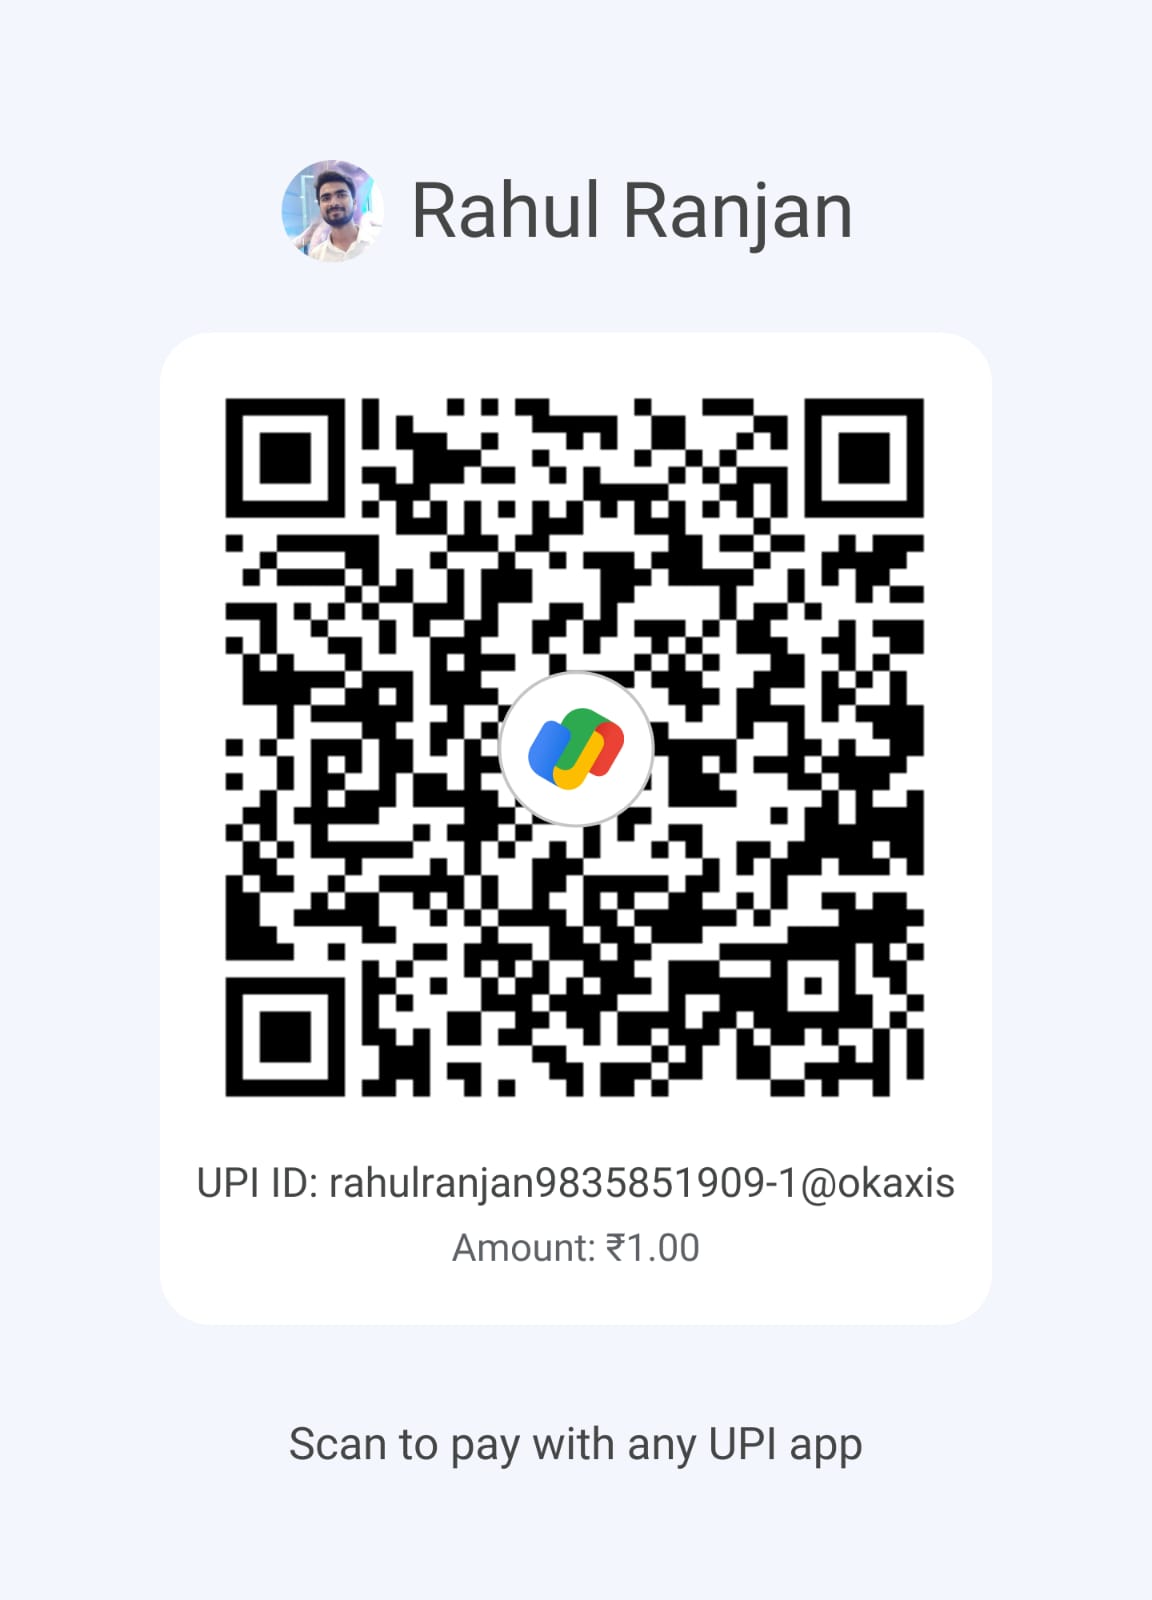 Rahul Ranjan
UPI ID: rahulranjan9835851909-1@okaxis
Amount: ₹1.00
Scan to pay with any UPI app